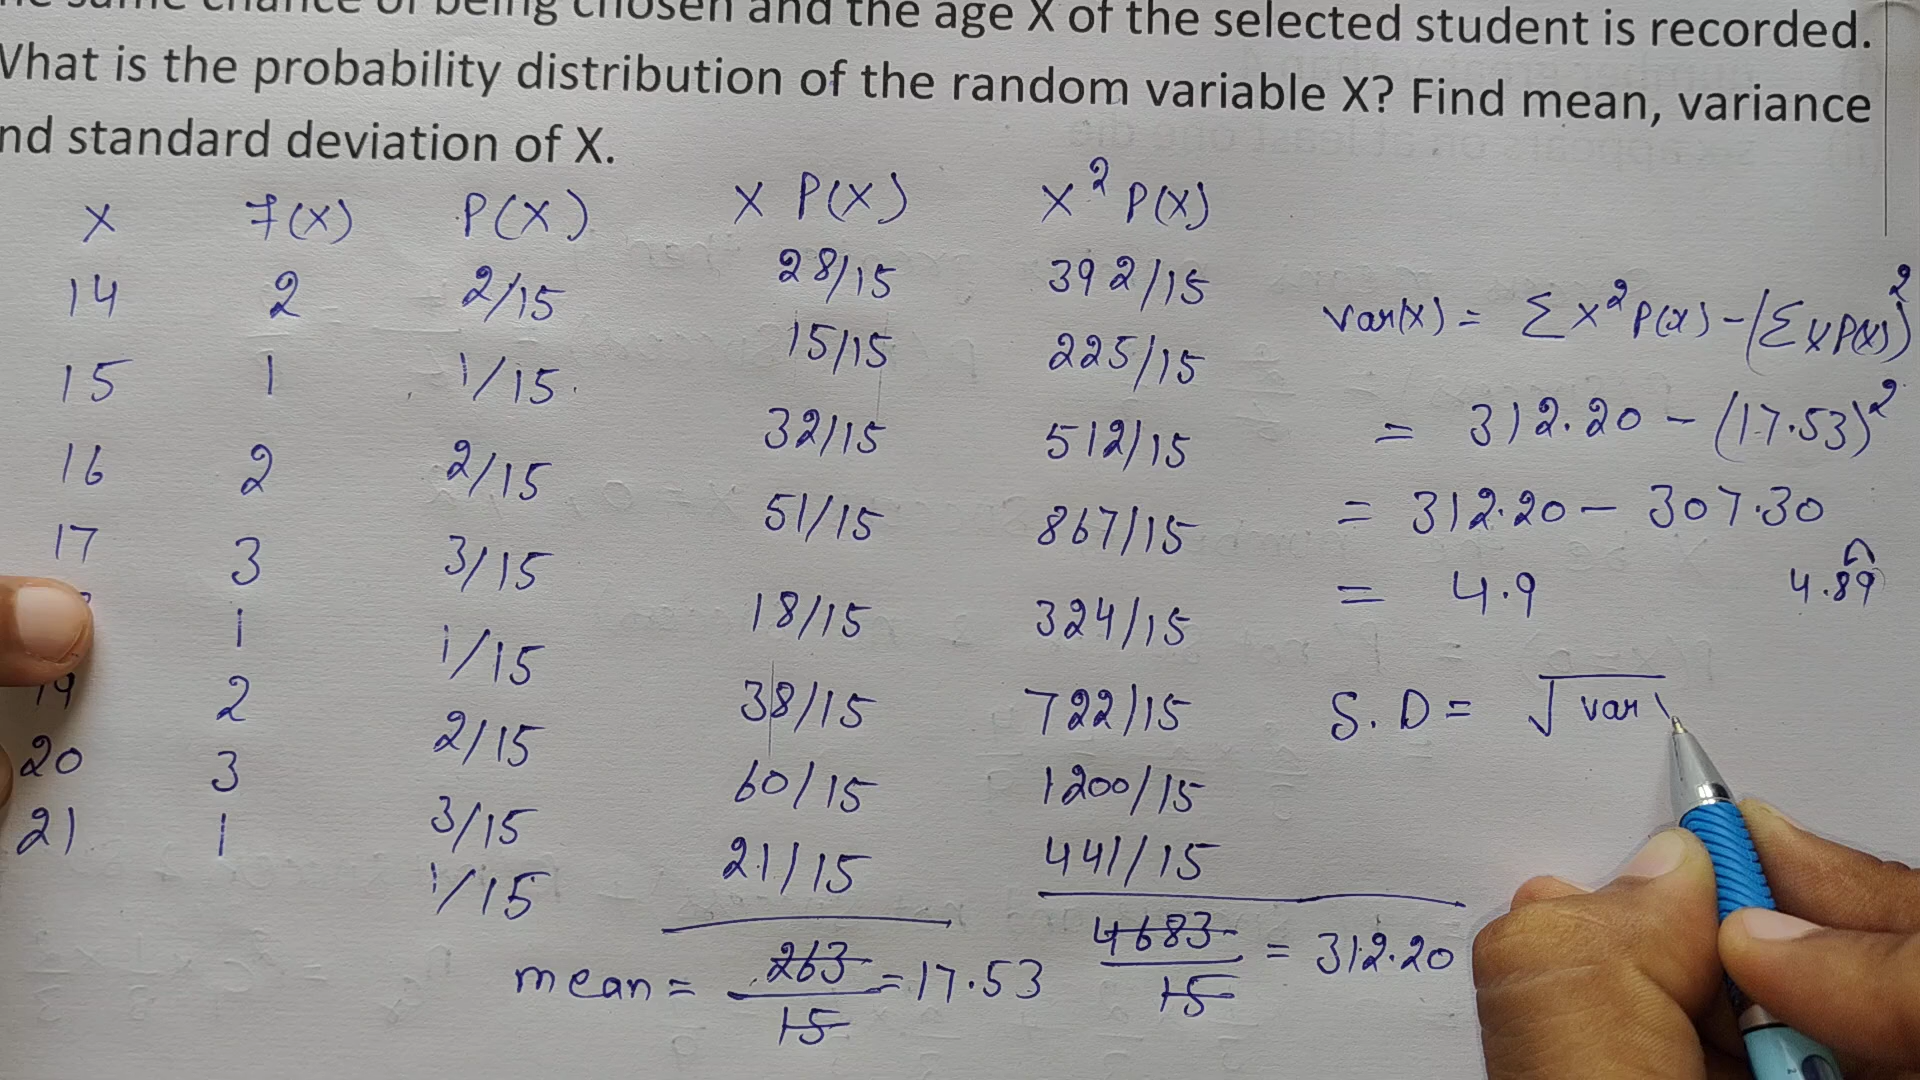 same chance of being chosen and the age X of the selected student is recorded.
What is the probability distribution of the random variable X? Find mean, variance
nd standard deviation of X.
X f(X) P(X) X P(X) X² P(X)
14 2 2/15 28/15 392/15
15 1 1/15 15/15 225/15
16 2 2/15 32/15 512/15
17 3 3/15 51/15 867/15
1 1/15 18/15 324/15
19 2 2/15 38/15 722/15
20 3 3/15 60/15 1200/15
21 1 1/15 21/15 441/15
mean = 263/15 = 17.53 4683/15 = 312.20
Var(X) = Σ X² P(X) - (Σ X P(X))²
= 312.20 - (17.53)²
= 312.20 - 307.30
= 4.9 4.89
S.D = √var